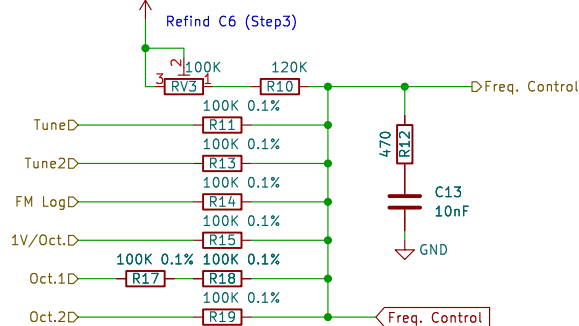 Refind C6 (Step3)
2
100K
120K
3
1
RV3
R10
Freq. Control
100K 0.1%
Tune
R11
100K 0.1%
Tune2
R13
470
R12
100K 0.1%
FM Log
R14
C13
10nF
100K 0.1%
1V/Oct.
R15
GND
100K 0.1% 100K 0.1%
Oct.1
R17
R18
100K 0.1%
Oct.2
R19
Freq. Control